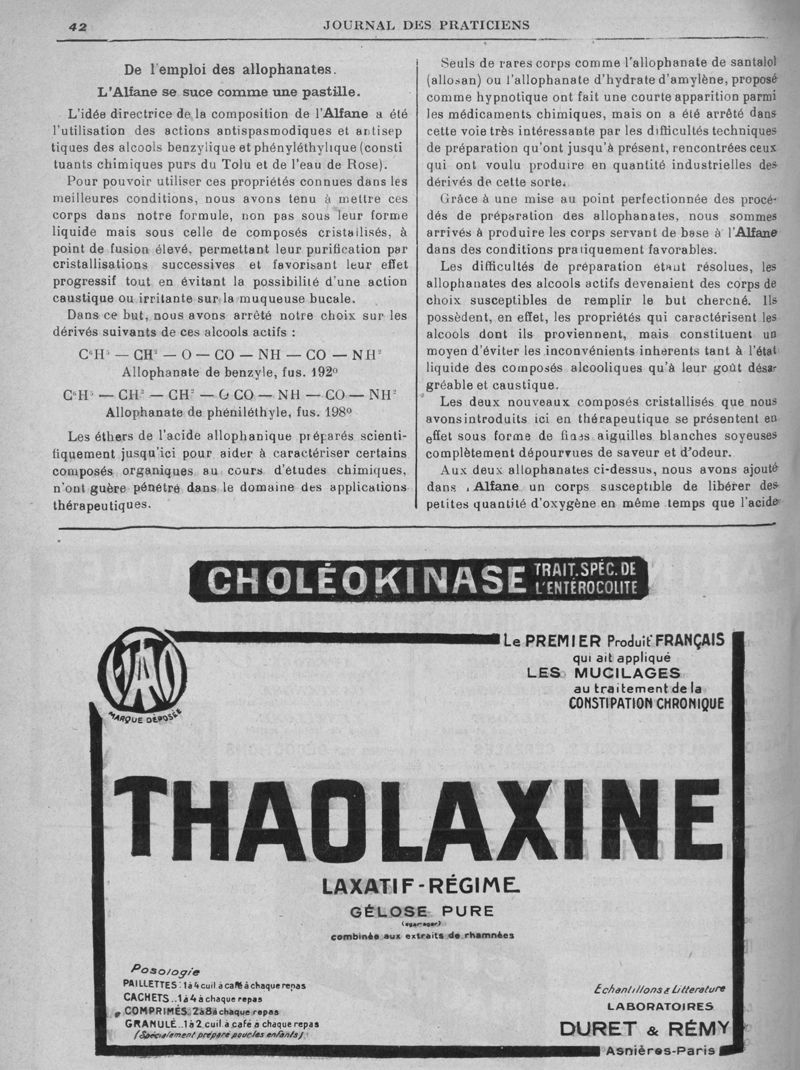 42
JOURNAL DES PRATICIENS
De l'emploi des allophanates.
L'Alfane se suce comme une pastille.
L'idée directrice de la composition de l'Alfane a été
l'utilisation des actions antispasmodiques et antisep
tiques des alcools benzylique et phényléthylique (consti
tuants chimiques purs du Tolu et de l'eau de Rose).
Pour pouvoir utiliser ces propriétés connues dans les
meilleures conditions, nous avons tenu à mettre ces
corps dans notre formule, non pas sous leur forme
liquide mais sous celle de composés cristallisés, à
point de fusion élevé, permettant leur purification par
cristallisations successives et favorisant leur effet
progressif tout en évitant la possibilité d'une action
caustique ou irritante sur la muqueuse bucale.
Dans ce but, nous avons arrêté notre choix sur les
dérivés suivants de ces alcools actifs :
C⁶H⁵ — CH² — O — CO — NH — CO — NH²
Allophanate de benzyle, fus. 192º
C⁶H⁵ — CH² — CH² — O CO — NH — CO — NH²
Allophanate de phéniléthyle, fus. 198º
Les éthers de l'acide allophanique préparés scienti-
fiquement jusqu'ici pour aider à caractériser certains
composés organiques au cours d'études chimiques,
n'ont guère pénétré dans le domaine des applications
thérapeutiques.
Seuls de rares corps comme l'allophanate de santalol
(allosan) ou l'allophanate d'hydrate d'amylène, proposé
comme hypnotique ont fait une courte apparition parmi
les médicaments chimiques, mais on a été arrêté dans
cette voie très intéressante par les difficultés techniques
de préparation qu'ont jusqu'à présent, rencontrées ceux
qui ont voulu produire en quantité industrielles des
dérivés de cette sorte.
Grâce à une mise au point perfectionnée des procé-
dés de préparation des allophanates, nous sommes
arrivés à produire les corps servant de base à l'Alfane
dans des conditions pratiquement favorables.
Les difficultés de préparation etant résolues, les
allophanates des alcools actifs devenaient des corps de
choix susceptibles de remplir le but cherché. Ils
possèdent, en effet, les propriétés qui caractérisent les
alcools dont ils proviennent, mais constituent un
moyen d'éviter les inconvénients inherents tant à l'état
liquide des composés alcooliques qu'à leur goût désa-
gréable et caustique.
Les deux nouveaux composés cristallisés que nous
avons introduits ici en thérapeutique se présentent en
effet sous forme de fines aiguilles blanches soyeuses
complètement dépourvues de saveur et d'odeur.
Aux deux allophanates ci-dessus, nous avons ajouté
dans Alfane un corps susceptible de libérer des
petites quantité d'oxygène en même temps que l'acide
CHOLÉOKINASE TRAIT. SPÉC. DE
L'ENTÉROCOLITE
MARQUE DÉPOSÉE
Le PREMIER Produit FRANÇAIS
qui ait appliqué
LES MUCILAGES
au traitement de la
CONSTIPATION CHRONIQUE
THAOLAXINE
LAXATIF-RÉGIME
GÉLOSE PURE
(agar-agar)
combinée aux extraits de rhamnées
Posologie
PAILLETTES : 1 à 4 cuil. à café à chaque repas
CACHETS .. 1 à 4 à chaque repas
COMPRIMÉS. 2 à 8 à chaque repas
GRANULÉ .. 1 à 2 cuil. à café à chaque repas
(Spécialement préparé pour les enfants)
Échantillons & Litterature
LABORATOIRES
DURET & RÉMY
Asnières-Paris